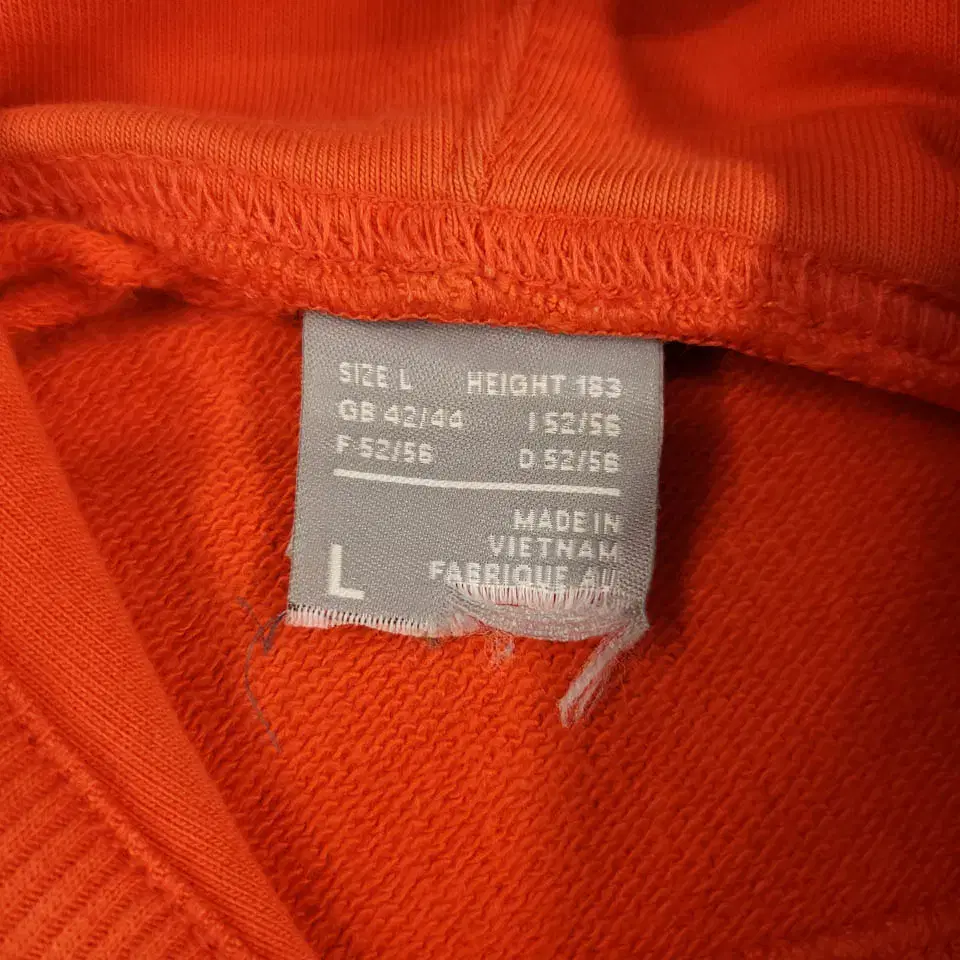 SIZE L HEIGHT 183
GB 42/44 I 52/56
F 52/56 D 52/56
MADE IN
VIETNAM
FABRIQUE AU
L